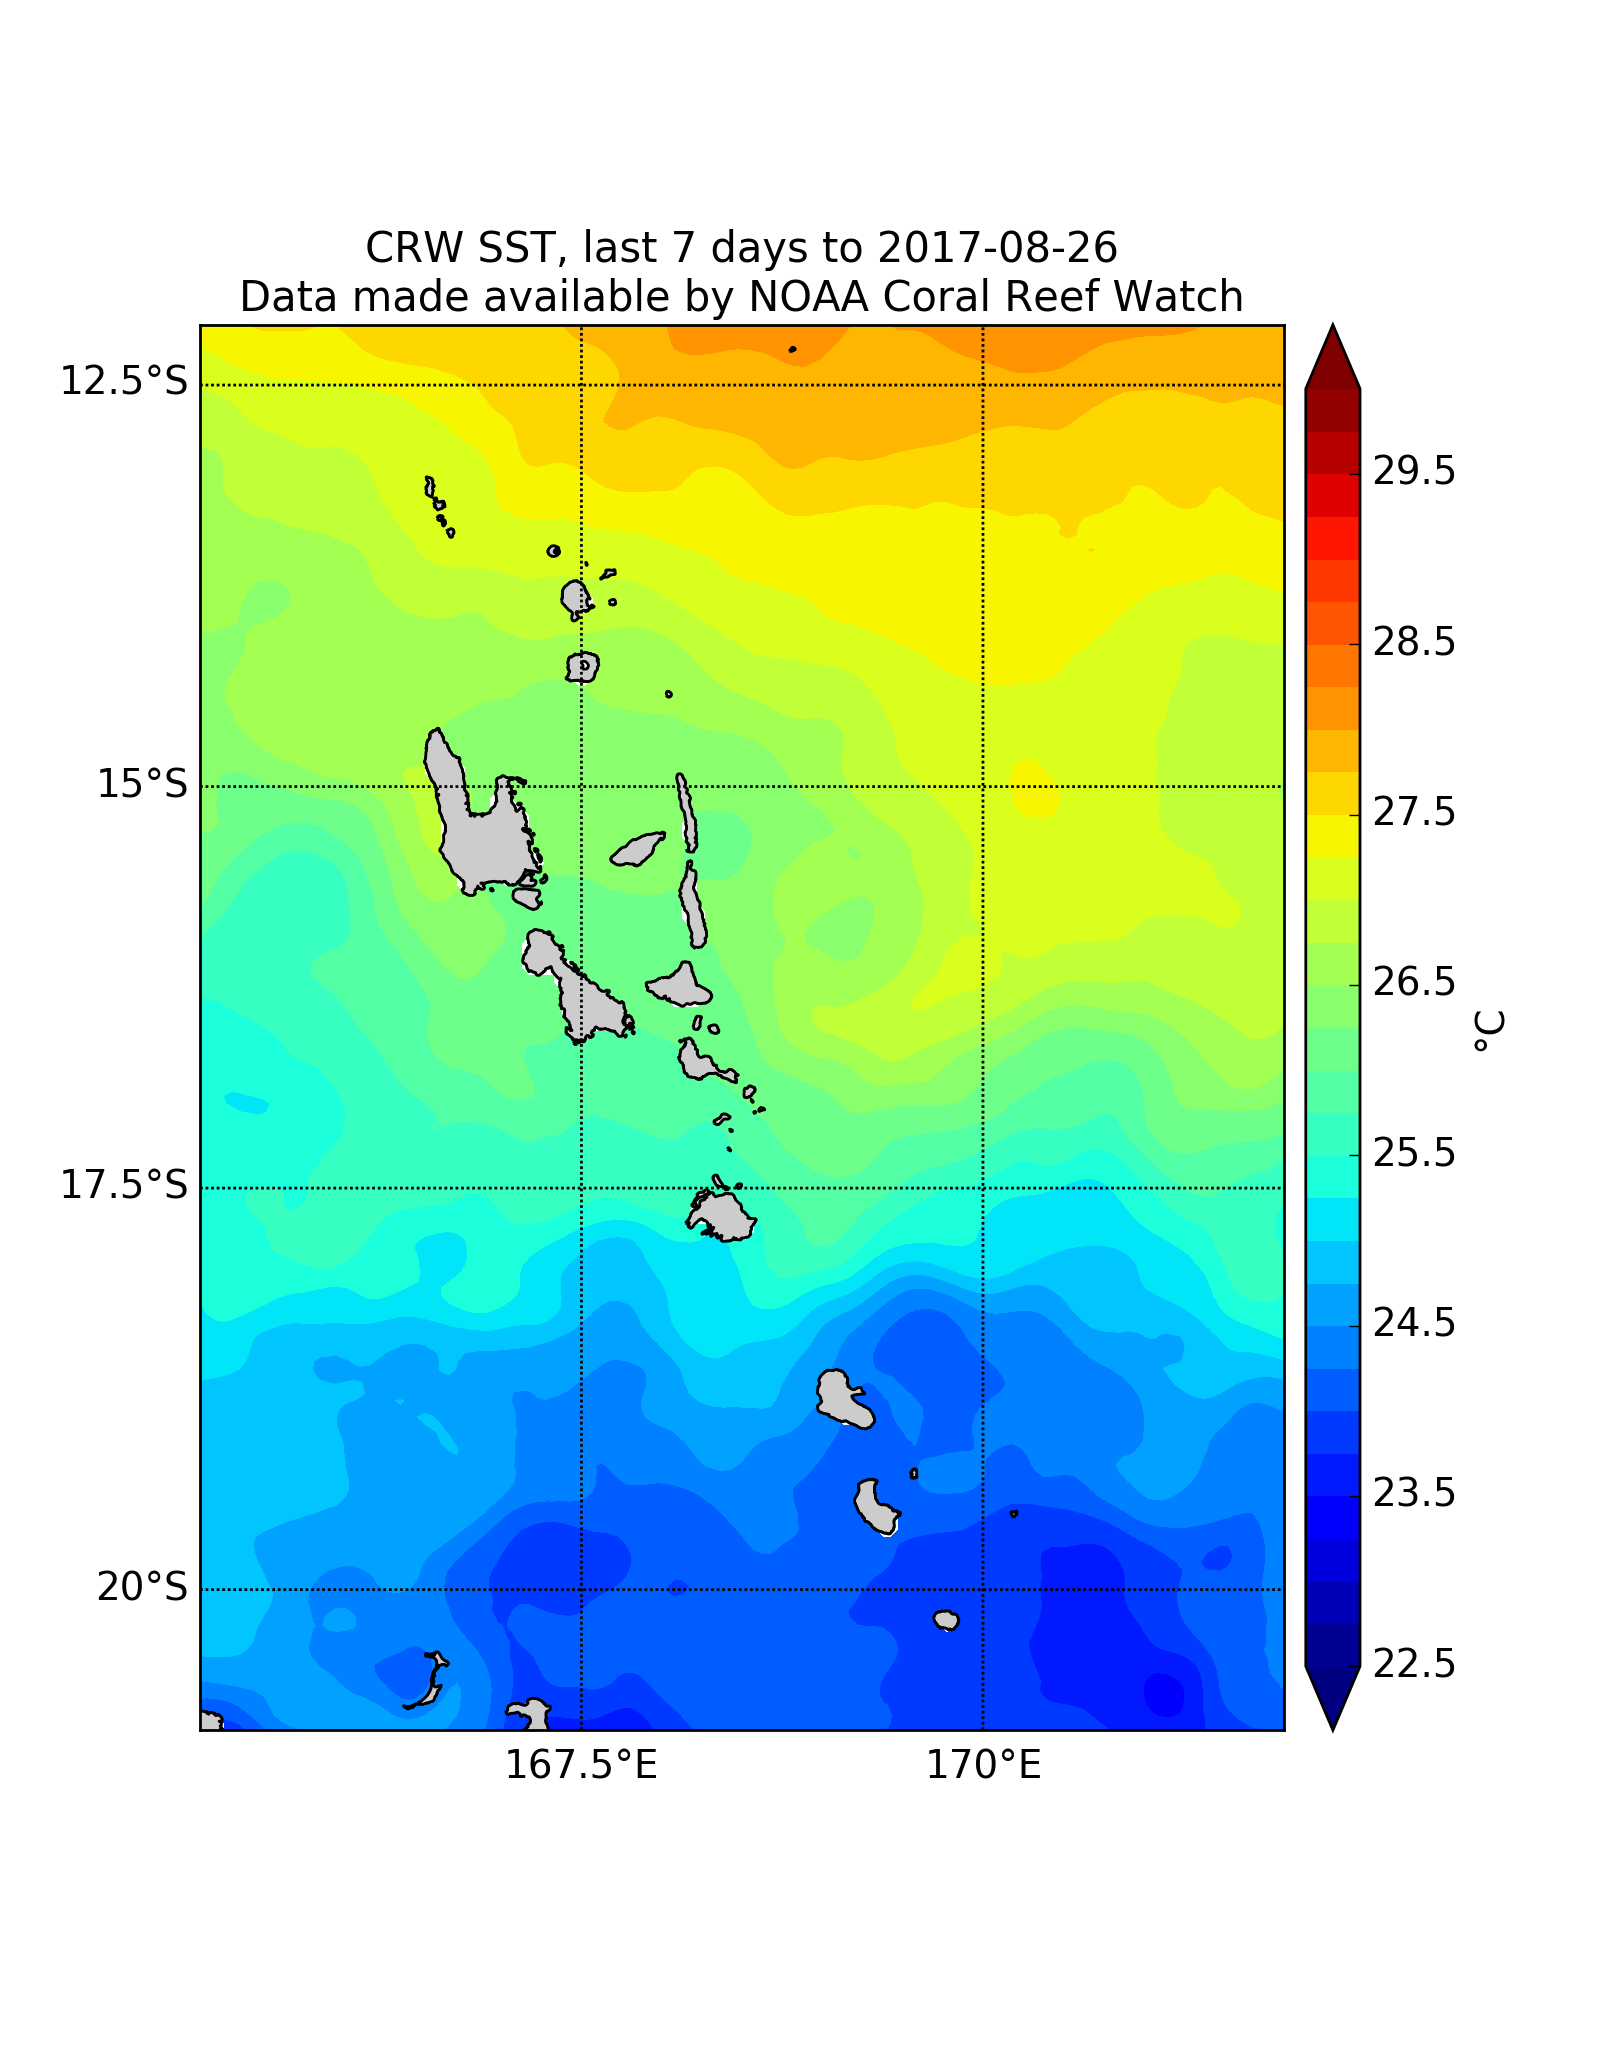 CRW SST, last 7 days to 2017-08-26
Data made available by NOAA Coral Reef Watch
12.5°S
15°S
17.5°S
20°S
167.5°E
170°E
29.5
28.5
27.5
26.5
25.5
24.5
23.5
22.5
°C